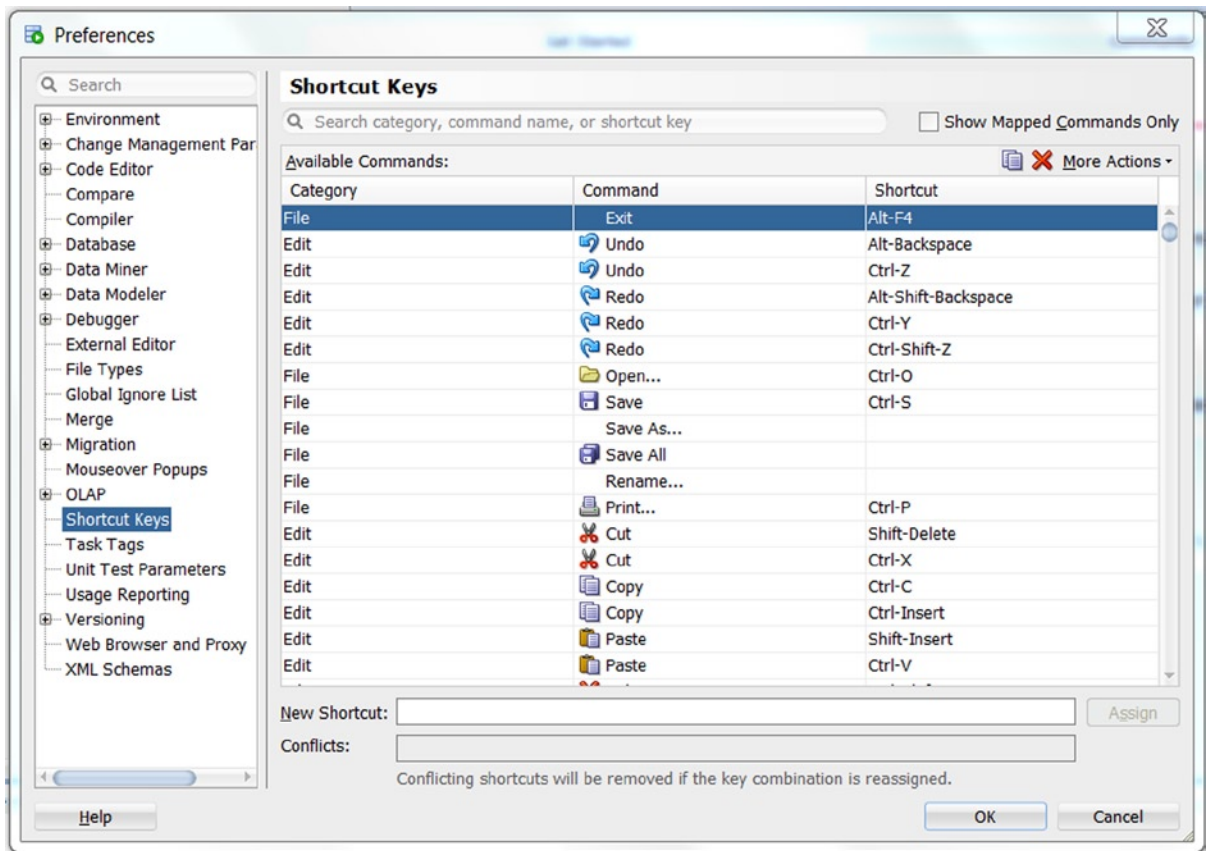 Preferences
Search
Environment
Change Management Par
Code Editor
Compare
Compiler
Database
Data Miner
Data Modeler
Debugger
External Editor
File Types
Global Ignore List
Merge
Migration
Mouseover Popups
OLAP
Shortcut Keys
Task Tags
Unit Test Parameters
Usage Reporting
Versioning
Web Browser and Proxy
XML Schemas
Shortcut Keys
Search category, command name, or shortcut key
Show Mapped Commands Only
Available Commands: More Actions
Category Command Shortcut
File Exit Alt-F4
Edit Undo Alt-Backspace
Edit Undo Ctrl-Z
Edit Redo Alt-Shift-Backspace
Edit Redo Ctrl-Y
Edit Redo Ctrl-Shift-Z
File Open... Ctrl-O
File Save Ctrl-S
File Save As...
File Save All
File Rename...
File Print... Ctrl-P
Edit Cut Shift-Delete
Edit Cut Ctrl-X
Edit Copy Ctrl-C
Edit Copy Ctrl-Insert
Edit Paste Shift-Insert
Edit Paste Ctrl-V
New Shortcut: Assign
Conflicts:
Conflicting shortcuts will be removed if the key combination is reassigned.
Help OK Cancel